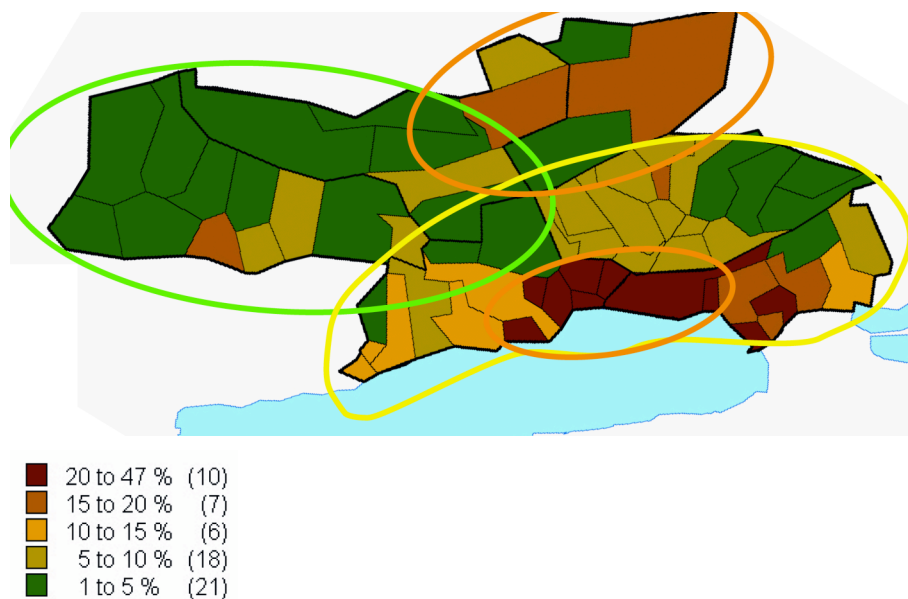 20 to 47 % (10)
15 to 20 % (7)
10 to 15 % (6)
5 to 10 % (18)
1 to 5 % (21)